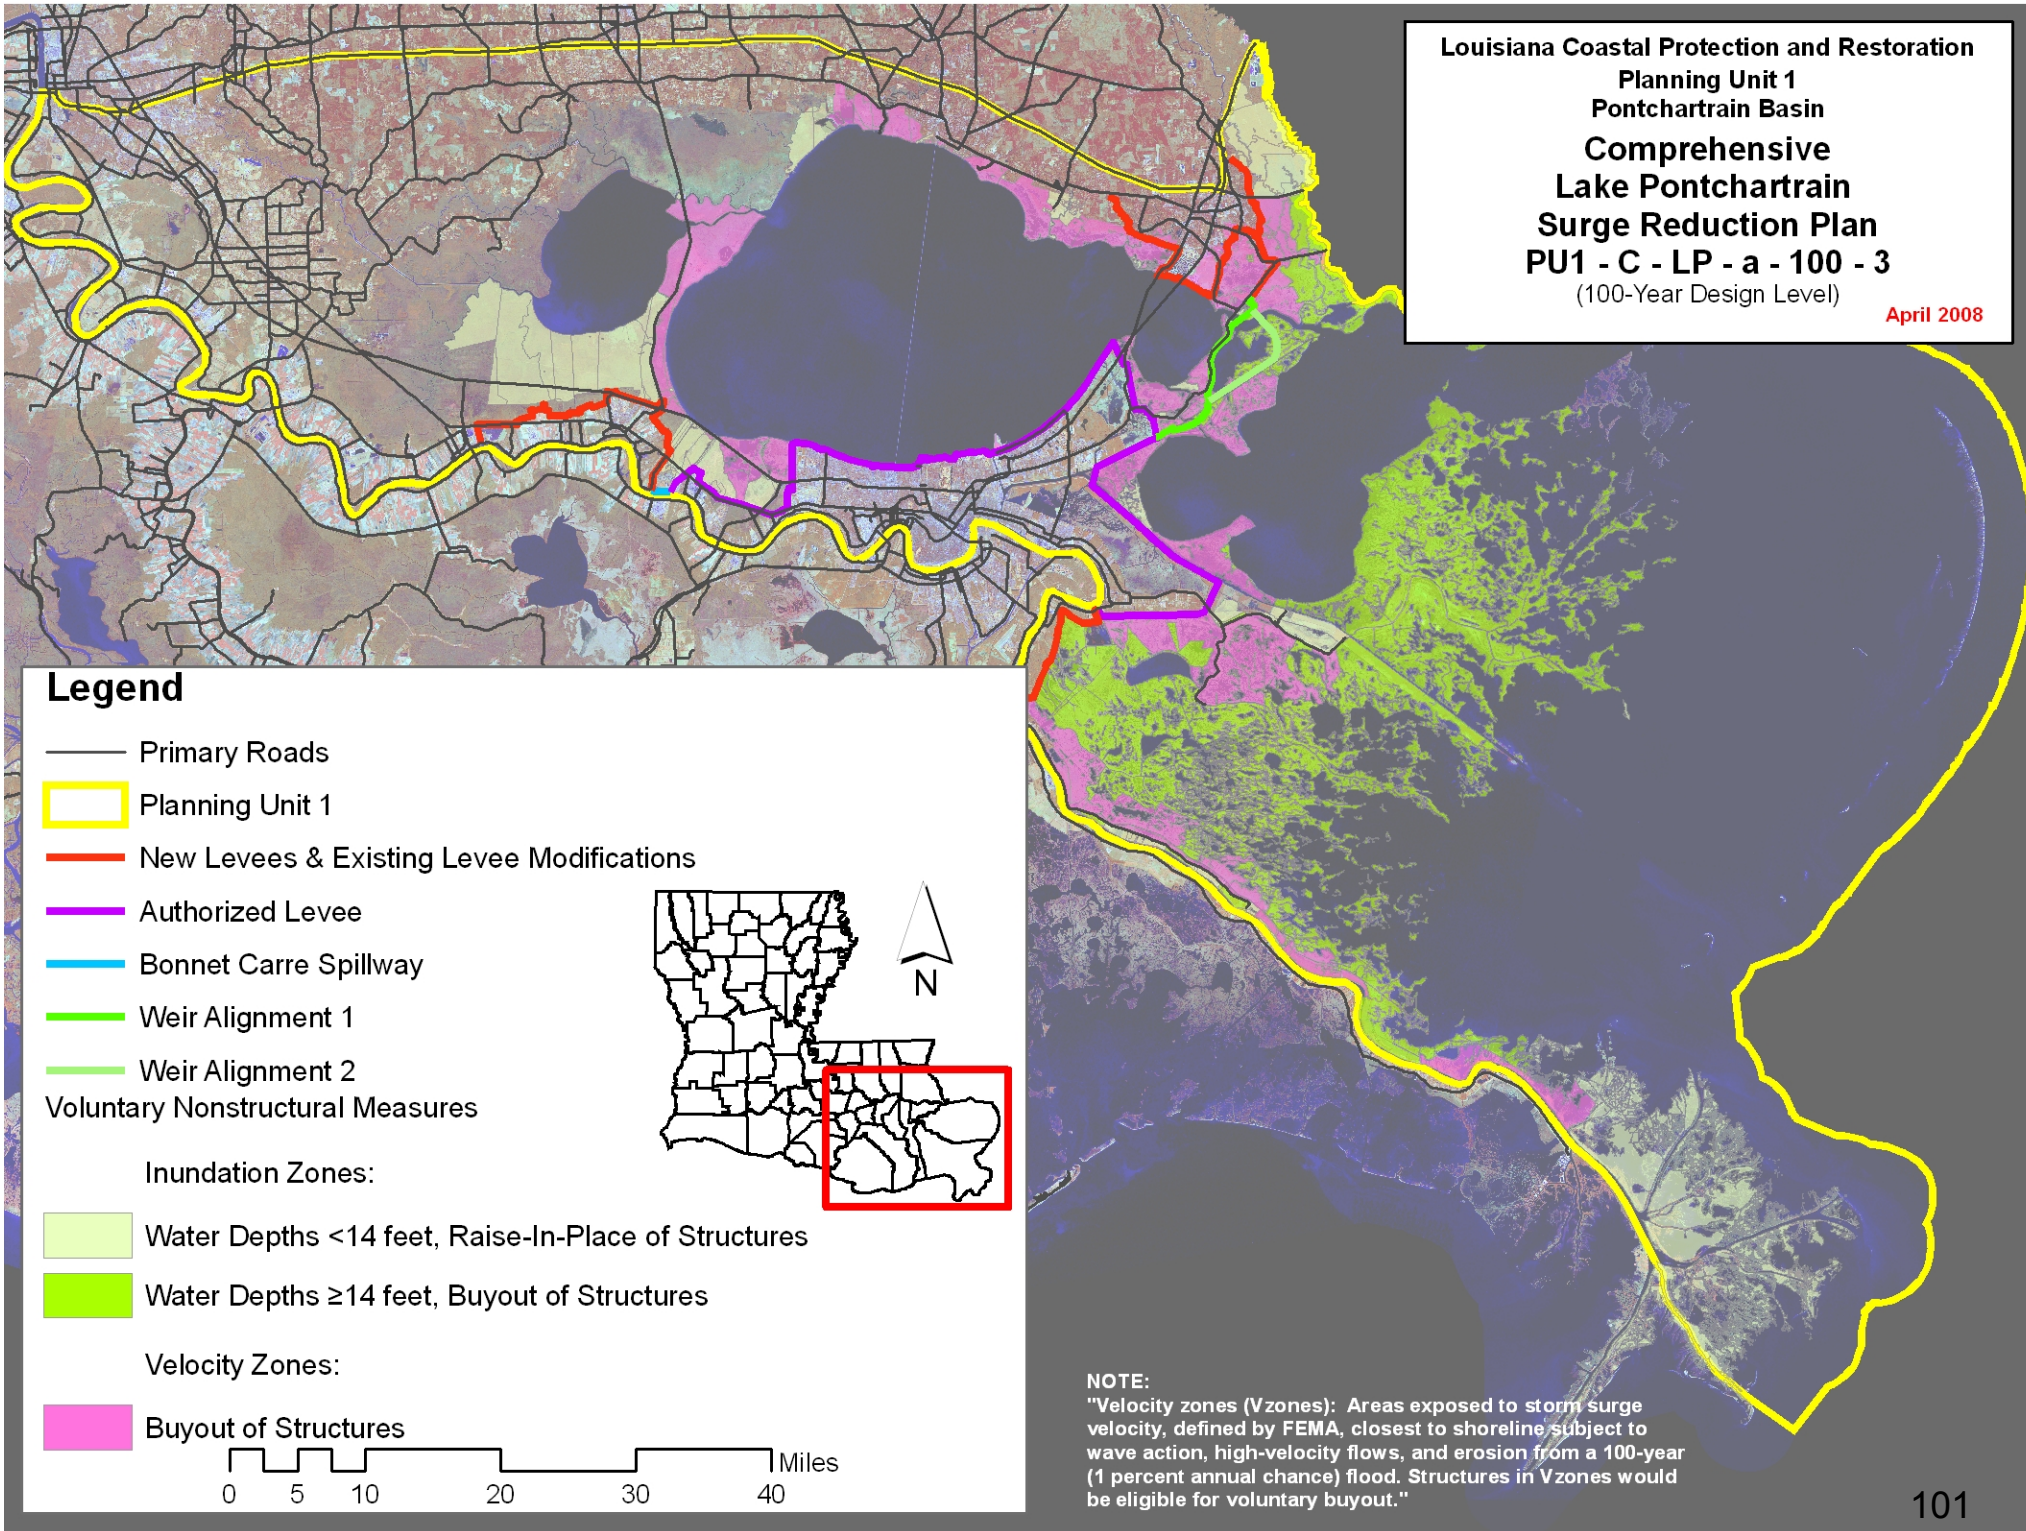 Louisiana Coastal Protection and Restoration
Planning Unit 1
Pontchartrain Basin
Comprehensive
Lake Pontchartrain
Surge Reduction Plan
PU1 - C - LP - a - 100 - 3
(100-Year Design Level)
April 2008
Legend
Primary Roads
Planning Unit 1
New Levees & Existing Levee Modifications
Authorized Levee
Bonnet Carre Spillway
Weir Alignment 1
Weir Alignment 2
Voluntary Nonstructural Measures
Inundation Zones:
Water Depths <14 feet, Raise-In-Place of Structures
Water Depths ≥14 feet, Buyout of Structures
Velocity Zones:
Buyout of Structures
N
Miles
0 5 10 20 30 40
NOTE:
"Velocity zones (Vzones): Areas exposed to storm surge
velocity, defined by FEMA, closest to shoreline subject to
wave action, high-velocity flows, and erosion from a 100-year
(1 percent annual chance) flood. Structures in Vzones would
be eligible for voluntary buyout."
101